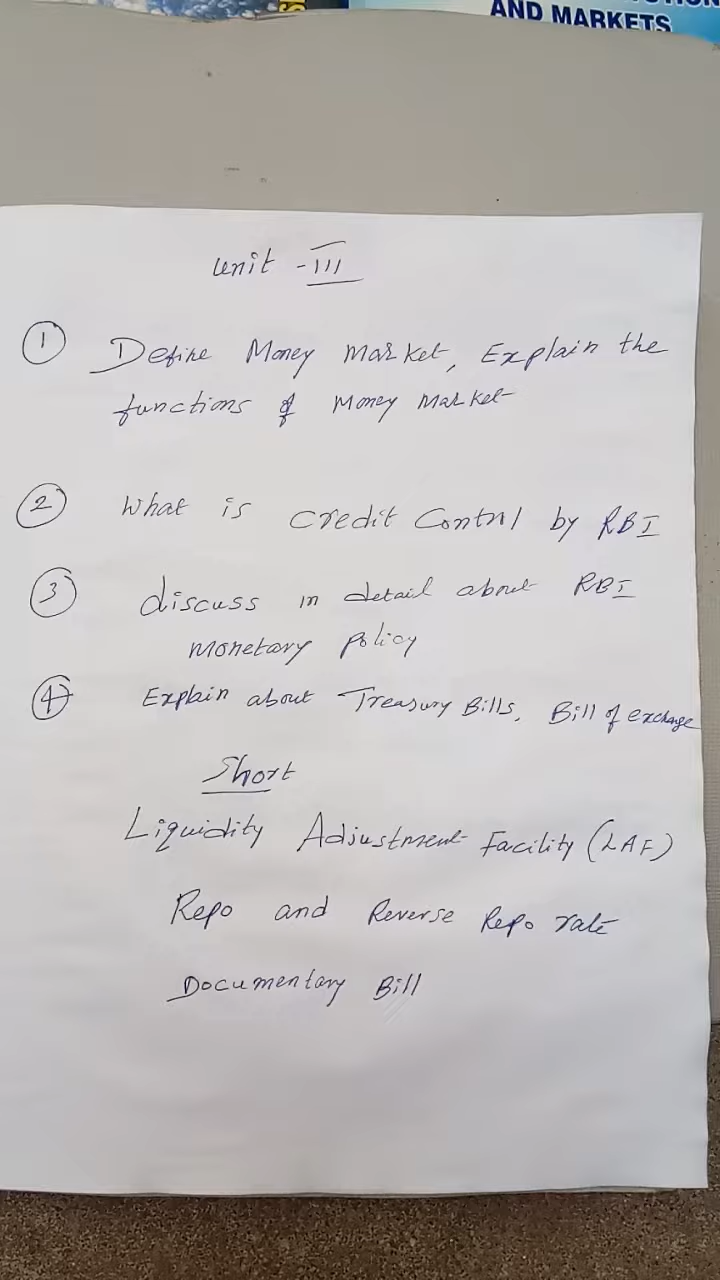 AND MARKETS
Unit - III
① Define Money Market, Explain the
functions of Money Market
② What is credit Control by RBI
③ discuss in detail about RBI
Monetary policy
④ Explain about Treasury Bills, Bill of exchange
Short
Liquidity Adjustment Facility (LAF)
Repo and Reverse Repo rate
Documentary Bill